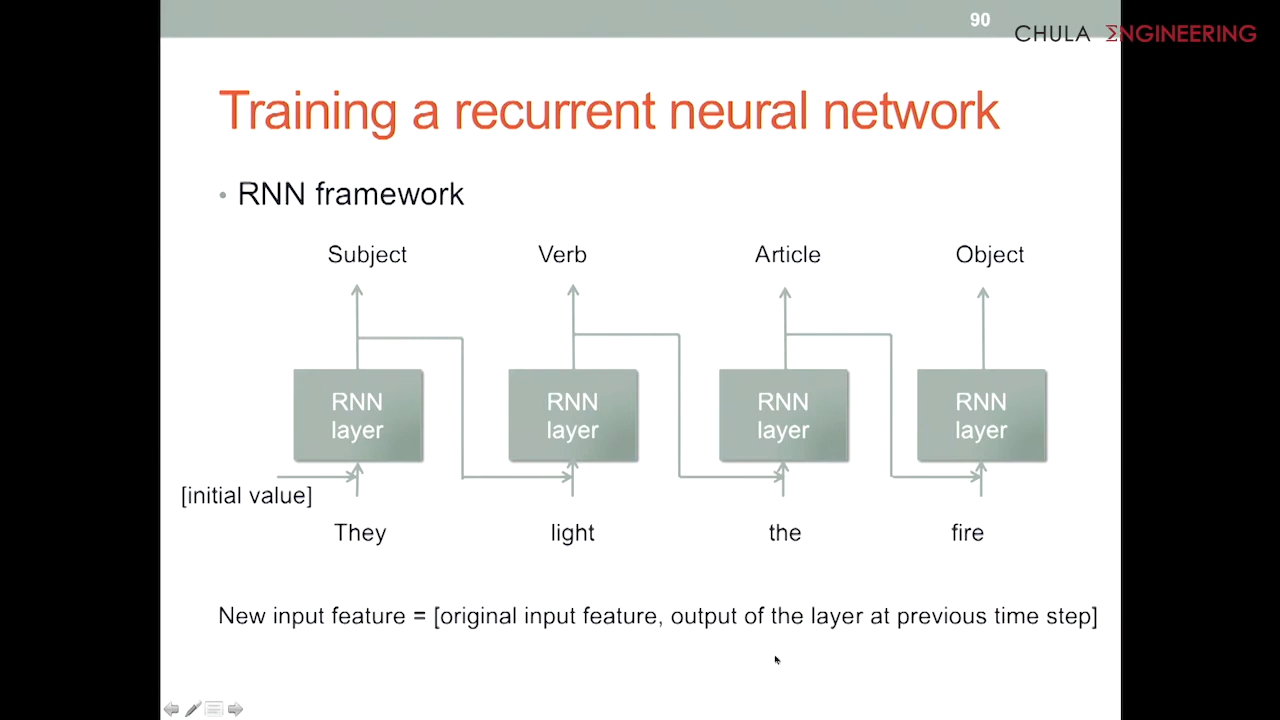 90
CHULA ΣNGINEERING
Training a recurrent neural network
• RNN framework
Subject Verb Article Object
RNN RNN RNN RNN
layer layer layer layer
[initial value]
They light the fire
New input feature = [original input feature, output of the layer at previous time step]